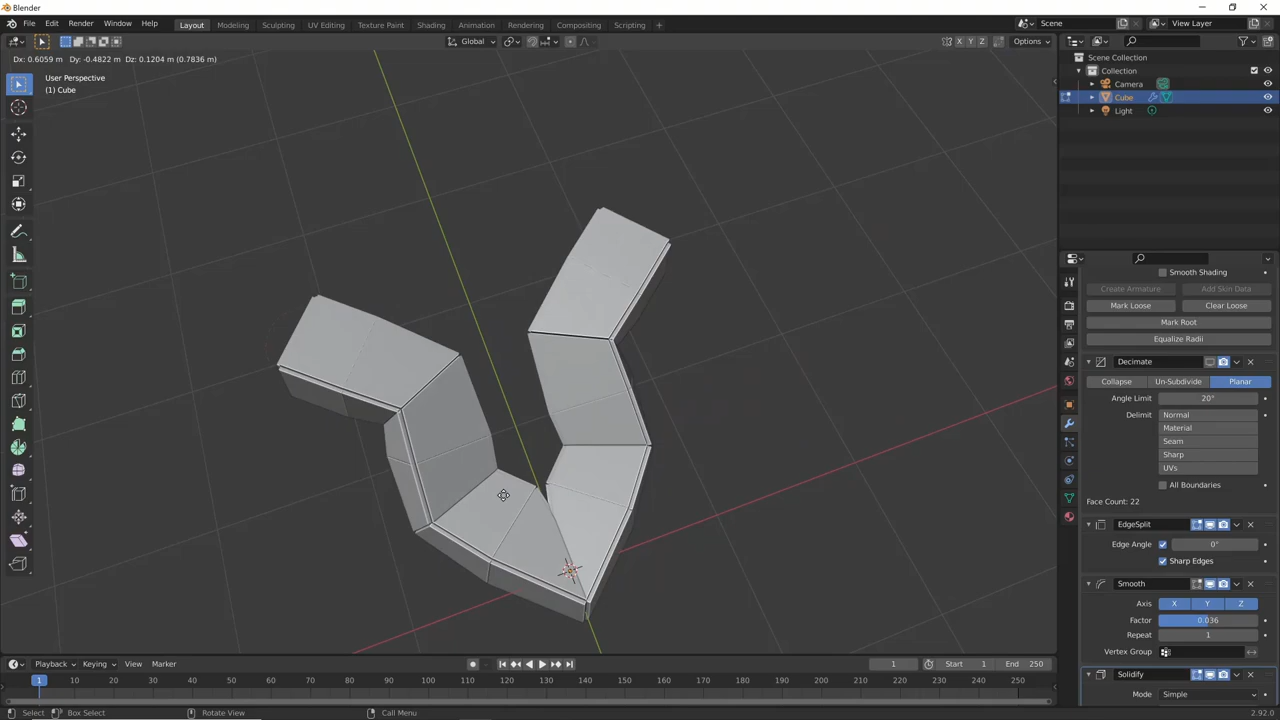 Blender
File Edit Render Window Help Layout Modeling Sculpting UV Editing Texture Paint Shading Animation Rendering Compositing Scripting + Scene View Layer
Global X Y Z Options
Dx: 0.6059 m Dy: -0.4822 m Dz: 0.1204 m (0.7836 m)
User Perspective
(1) Cube
Scene Collection
Collection
Camera
Cube
Light
Smooth Shading
Create Armature Add Skin Data
Mark Loose Clear Loose
Mark Root
Equalize Radii
Decimate
Collapse Un-Subdivide Planar
Angle Limit 20°
Delimit Normal
Material
Seam
Sharp
UVs
All Boundaries
Face Count: 22
EdgeSplit
Edge Angle 0°
Sharp Edges
Smooth
Axis X Y Z
Factor 0.036
Repeat 1
Vertex Group
Solidify
Mode Simple
Playback Keying View Marker 1 Start 1 End 250
1 10 20 30 40 50 60 70 80 90 100 110 120 130 140 150 160 170 180 190 200 210 220 230 240 250
Select Box Select Rotate View Call Menu 2.92.0